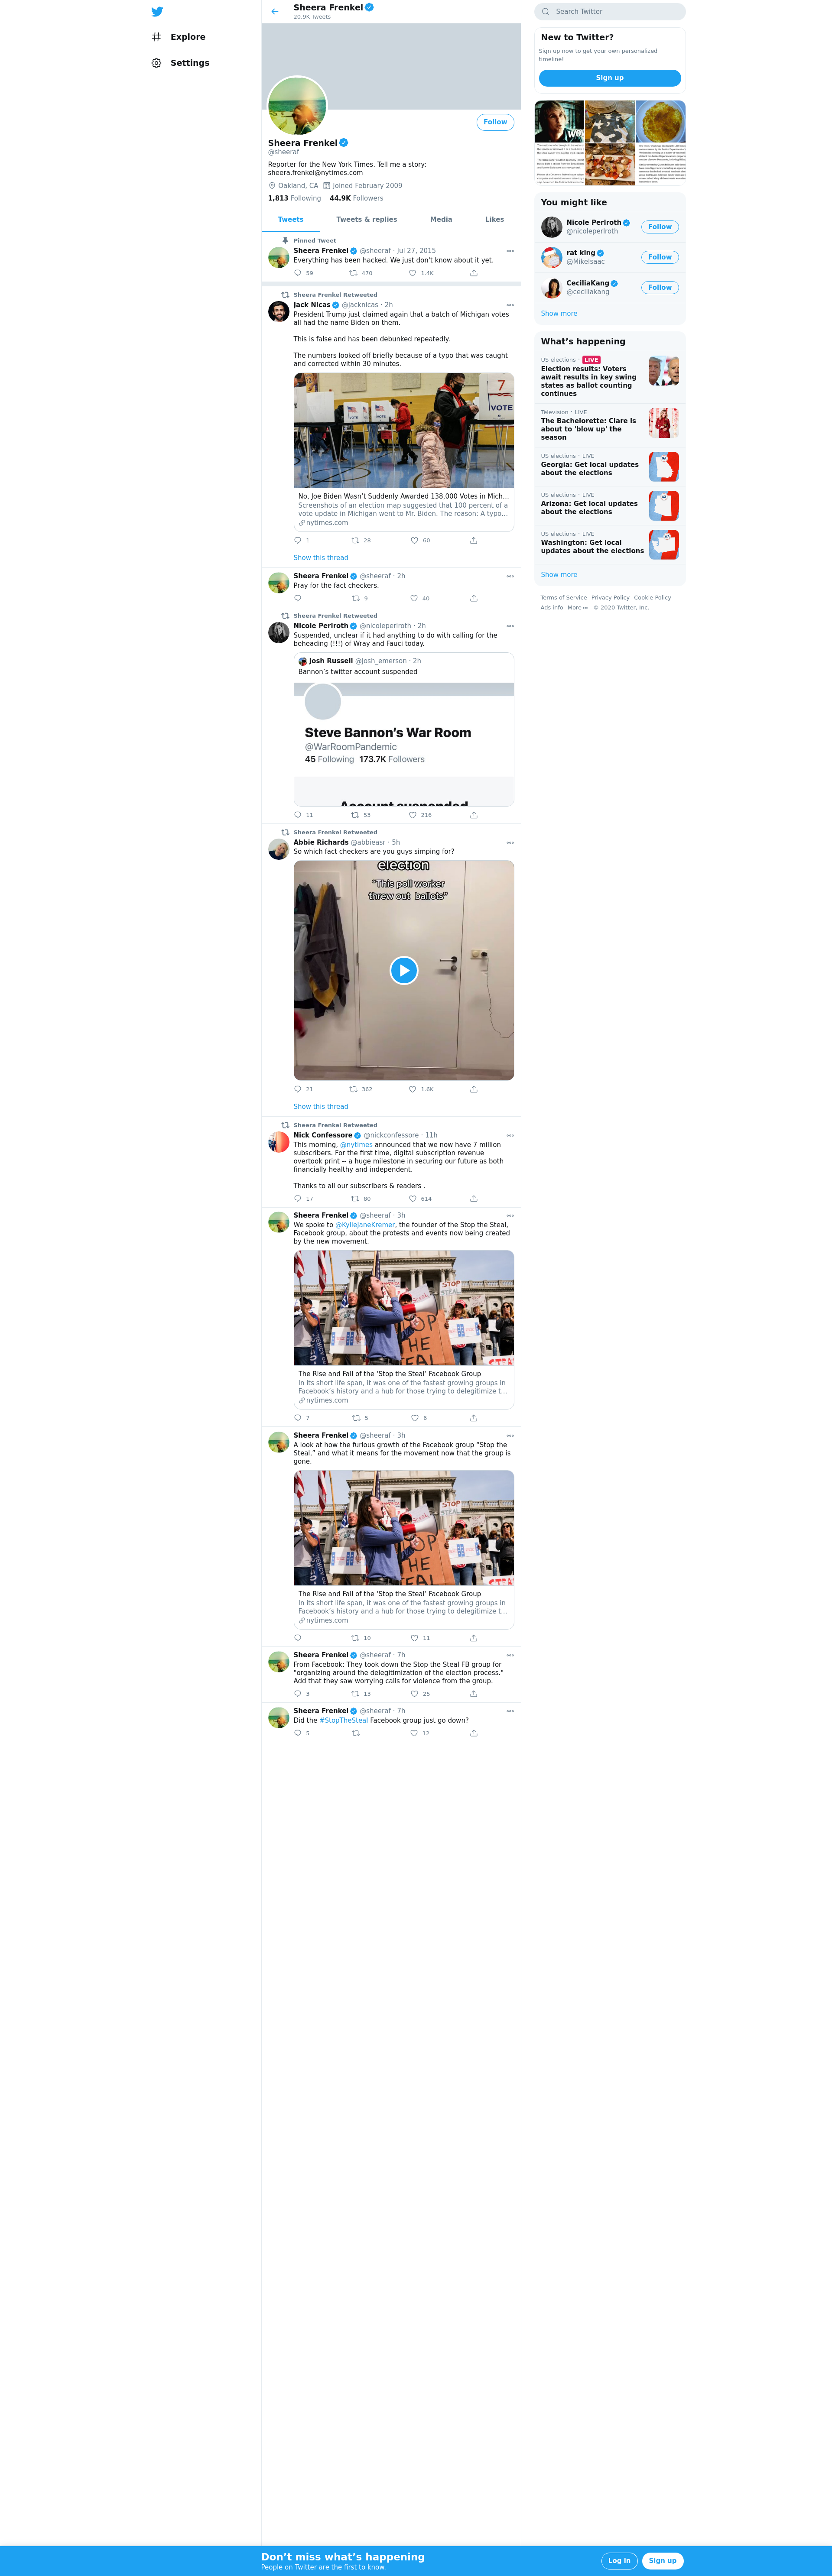 Explore
Settings
Sheera Frenkel
20.9K Tweets
Follow
Sheera Frenkel
@sheeraf
Reporter for the New York Times. Tell me a story:
sheera.frenkel@nytimes.com
Oakland, CA Joined February 2009
1,813 Following 44.9K Followers
Tweets Tweets & replies Media Likes
Pinned Tweet
Sheera Frenkel @sheeraf · Jul 27, 2015
Everything has been hacked. We just don't know about it yet.
59 470 1.4K
Sheera Frenkel Retweeted
Jack Nicas @jacknicas · 2h
President Trump just claimed again that a batch of Michigan votes
all had the name Biden on them.
This is false and has been debunked repeatedly.
The numbers looked off briefly because of a typo that was caught
and corrected within 30 minutes.
7
VOTE
No, Joe Biden Wasn't Suddenly Awarded 138,000 Votes in Mich...
Screenshots of an election map suggested that 100 percent of a
vote update in Michigan went to Mr. Biden. The reason: A typo...
nytimes.com
1 28 60
Show this thread
Sheera Frenkel @sheeraf · 2h
Pray for the fact checkers.
9 40
Sheera Frenkel Retweeted
Nicole Perlroth @nicoleperlroth · 2h
Suspended, unclear if it had anything to do with calling for the
beheading (!!!) of Wray and Fauci today.
Josh Russell @josh_emerson · 2h
Bannon's twitter account suspended
Steve Bannon's War Room
@WarRoomPandemic
45 Following 173.7K Followers
Account suspended
11 53 216
Sheera Frenkel Retweeted
Abbie Richards @abbieasr · 5h
So which fact checkers are you guys simping for?
election
"This poll worker
threw out ballots"
21 362 1.6K
Show this thread
Sheera Frenkel Retweeted
Nick Confessore @nickconfessore · 11h
This morning, @nytimes announced that we now have 7 million
subscribers. For the first time, digital subscription revenue
overtook print -- a huge milestone in securing our future as both
financially healthy and independent.
Thanks to all our subscribers & readers .
17 80 614
Sheera Frenkel @sheeraf · 3h
We spoke to @KylieJaneKremer, the founder of the Stop the Steal,
Facebook group, about the protests and events now being created
by the new movement.
STOP
STEAL
STOP
THE
EAL
The Rise and Fall of the 'Stop the Steal' Facebook Group
In its short life span, it was one of the fastest growing groups in
Facebook's history and a hub for those trying to delegitimize t...
nytimes.com
7 5 6
Sheera Frenkel @sheeraf · 3h
A look at how the furious growth of the Facebook group "Stop the
Steal," and what it means for the movement now that the group is
gone.
STOP
STEAL
STOP
THE
EAL
The Rise and Fall of the 'Stop the Steal' Facebook Group
In its short life span, it was one of the fastest growing groups in
Facebook's history and a hub for those trying to delegitimize t...
nytimes.com
10 11
Sheera Frenkel @sheeraf · 7h
From Facebook: They took down the Stop the Steal FB group for
"organizing around the delegitimization of the election process."
Add that they saw worrying calls for violence from the group.
3 13 25
Sheera Frenkel @sheeraf · 7h
Did the #StopTheSteal Facebook group just go down?
5 12
Search Twitter
New to Twitter?
Sign up now to get your own personalized
timeline!
Sign up
You might like
Nicole Perlroth
@nicoleperlroth
Follow
rat king
@MikeIsaac
Follow
CeciliaKang
@ceciliakang
Follow
Show more
What's happening
US elections · LIVE
Election results: Voters
await results in key swing
states as ballot counting
continues
Television · LIVE
The Bachelorette: Clare is
about to 'blow up' the
season
US elections · LIVE
Georgia: Get local updates
about the elections
US elections · LIVE
Arizona: Get local updates
about the elections
US elections · LIVE
Washington: Get local
updates about the elections
Show more
Terms of Service Privacy Policy Cookie Policy
Ads info More © 2020 Twitter, Inc.
Don't miss what's happening
People on Twitter are the first to know.
Log in
Sign up